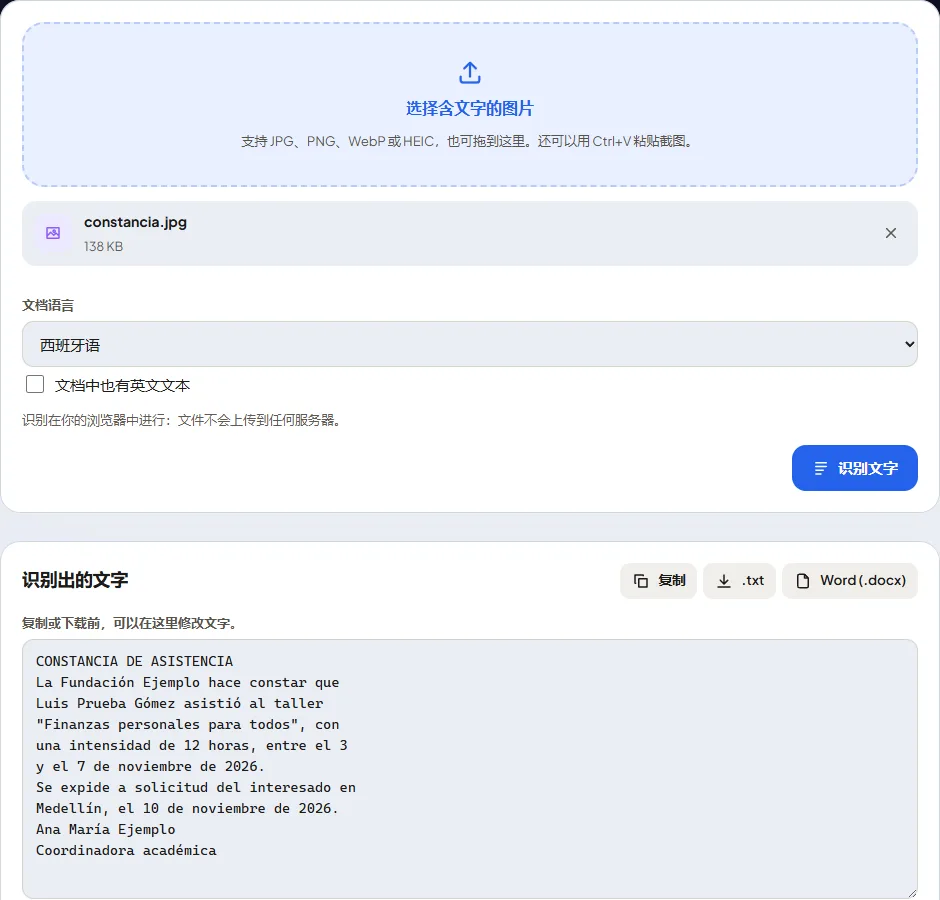 选择含文字的图片
支持 JPG、PNG、WebP 或 HEIC，也可拖到这里。还可以用 Ctrl+V 粘贴截图。
constancia.jpg
138 KB
文档语言
西班牙语
文档中也有英文文本
识别在你的浏览器中进行：文件不会上传到任何服务器。
识别文字
识别出的文字
复制
.txt
Word (.docx)
复制或下载前，可以在这里修改文字。
CONSTANCIA DE ASISTENCIA
La Fundación Ejemplo hace constar que
Luis Prueba Gómez asistió al taller
"Finanzas personales para todos", con
una intensidad de 12 horas, entre el 3
y el 7 de noviembre de 2026.
Se expide a solicitud del interesado en
Medellín, el 10 de noviembre de 2026.
Ana María Ejemplo
Coordinadora académica